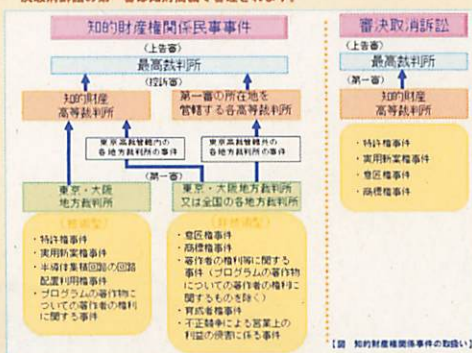 知的財産権関係民事事件
(上告審)
最高裁判所
(控訴審)
知的財産
高等裁判所
第一審の所在地を
管轄する各高等裁判所
東京高裁管轄内の
各地方裁判所の事件
東京高裁管轄外の
各地方裁判所の事件
(第一審)
東京・大阪
地方裁判所
東京・大阪地方裁判所
又は全国の各地方裁判所
(技術型)
・特許権事件
・実用新案権事件
・半導体集積回路の回路
配置利用権事件
・プログラムの著作物に
ついての著作者の権利
に関する事件
(非技術型)
・意匠権事件
・商標権事件
・著作者の権利等に関する
事件(プログラムの著作物
についての著作者の権利に
関するものを除く)
・育成者権事件
・不正競争による営業上の
利益の侵害に係る事件
審決取消訴訟
(上告審)
最高裁判所
(第一審)
知的財産
高等裁判所
・特許権事件
・実用新案権事件
・意匠権事件
・商標権事件
【図 知的財産権関係事件の取扱い】